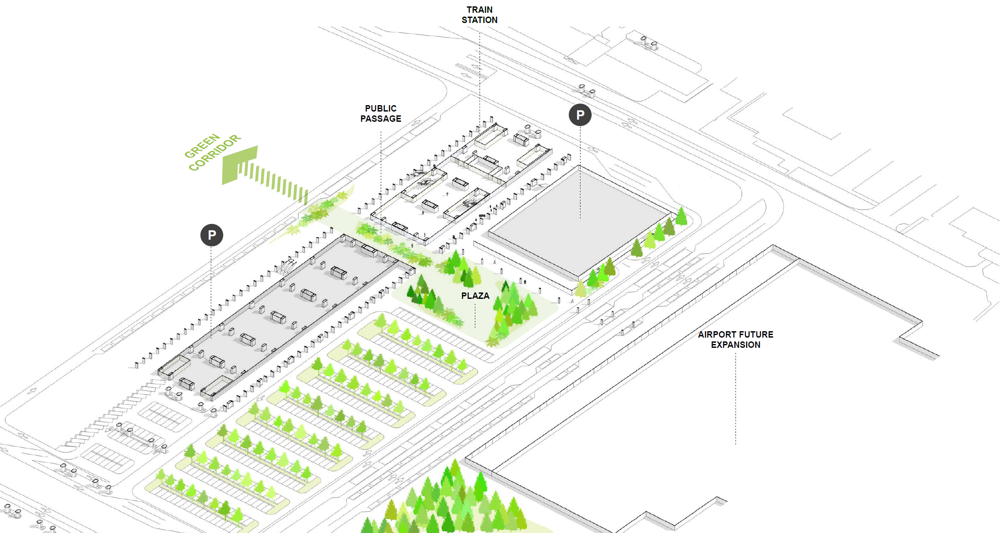 TRAIN
STATION
PUBLIC
PASSAGE
P
GREEN
CORRIDOR
P
PLAZA
AIRPORT FUTURE
EXPANSION